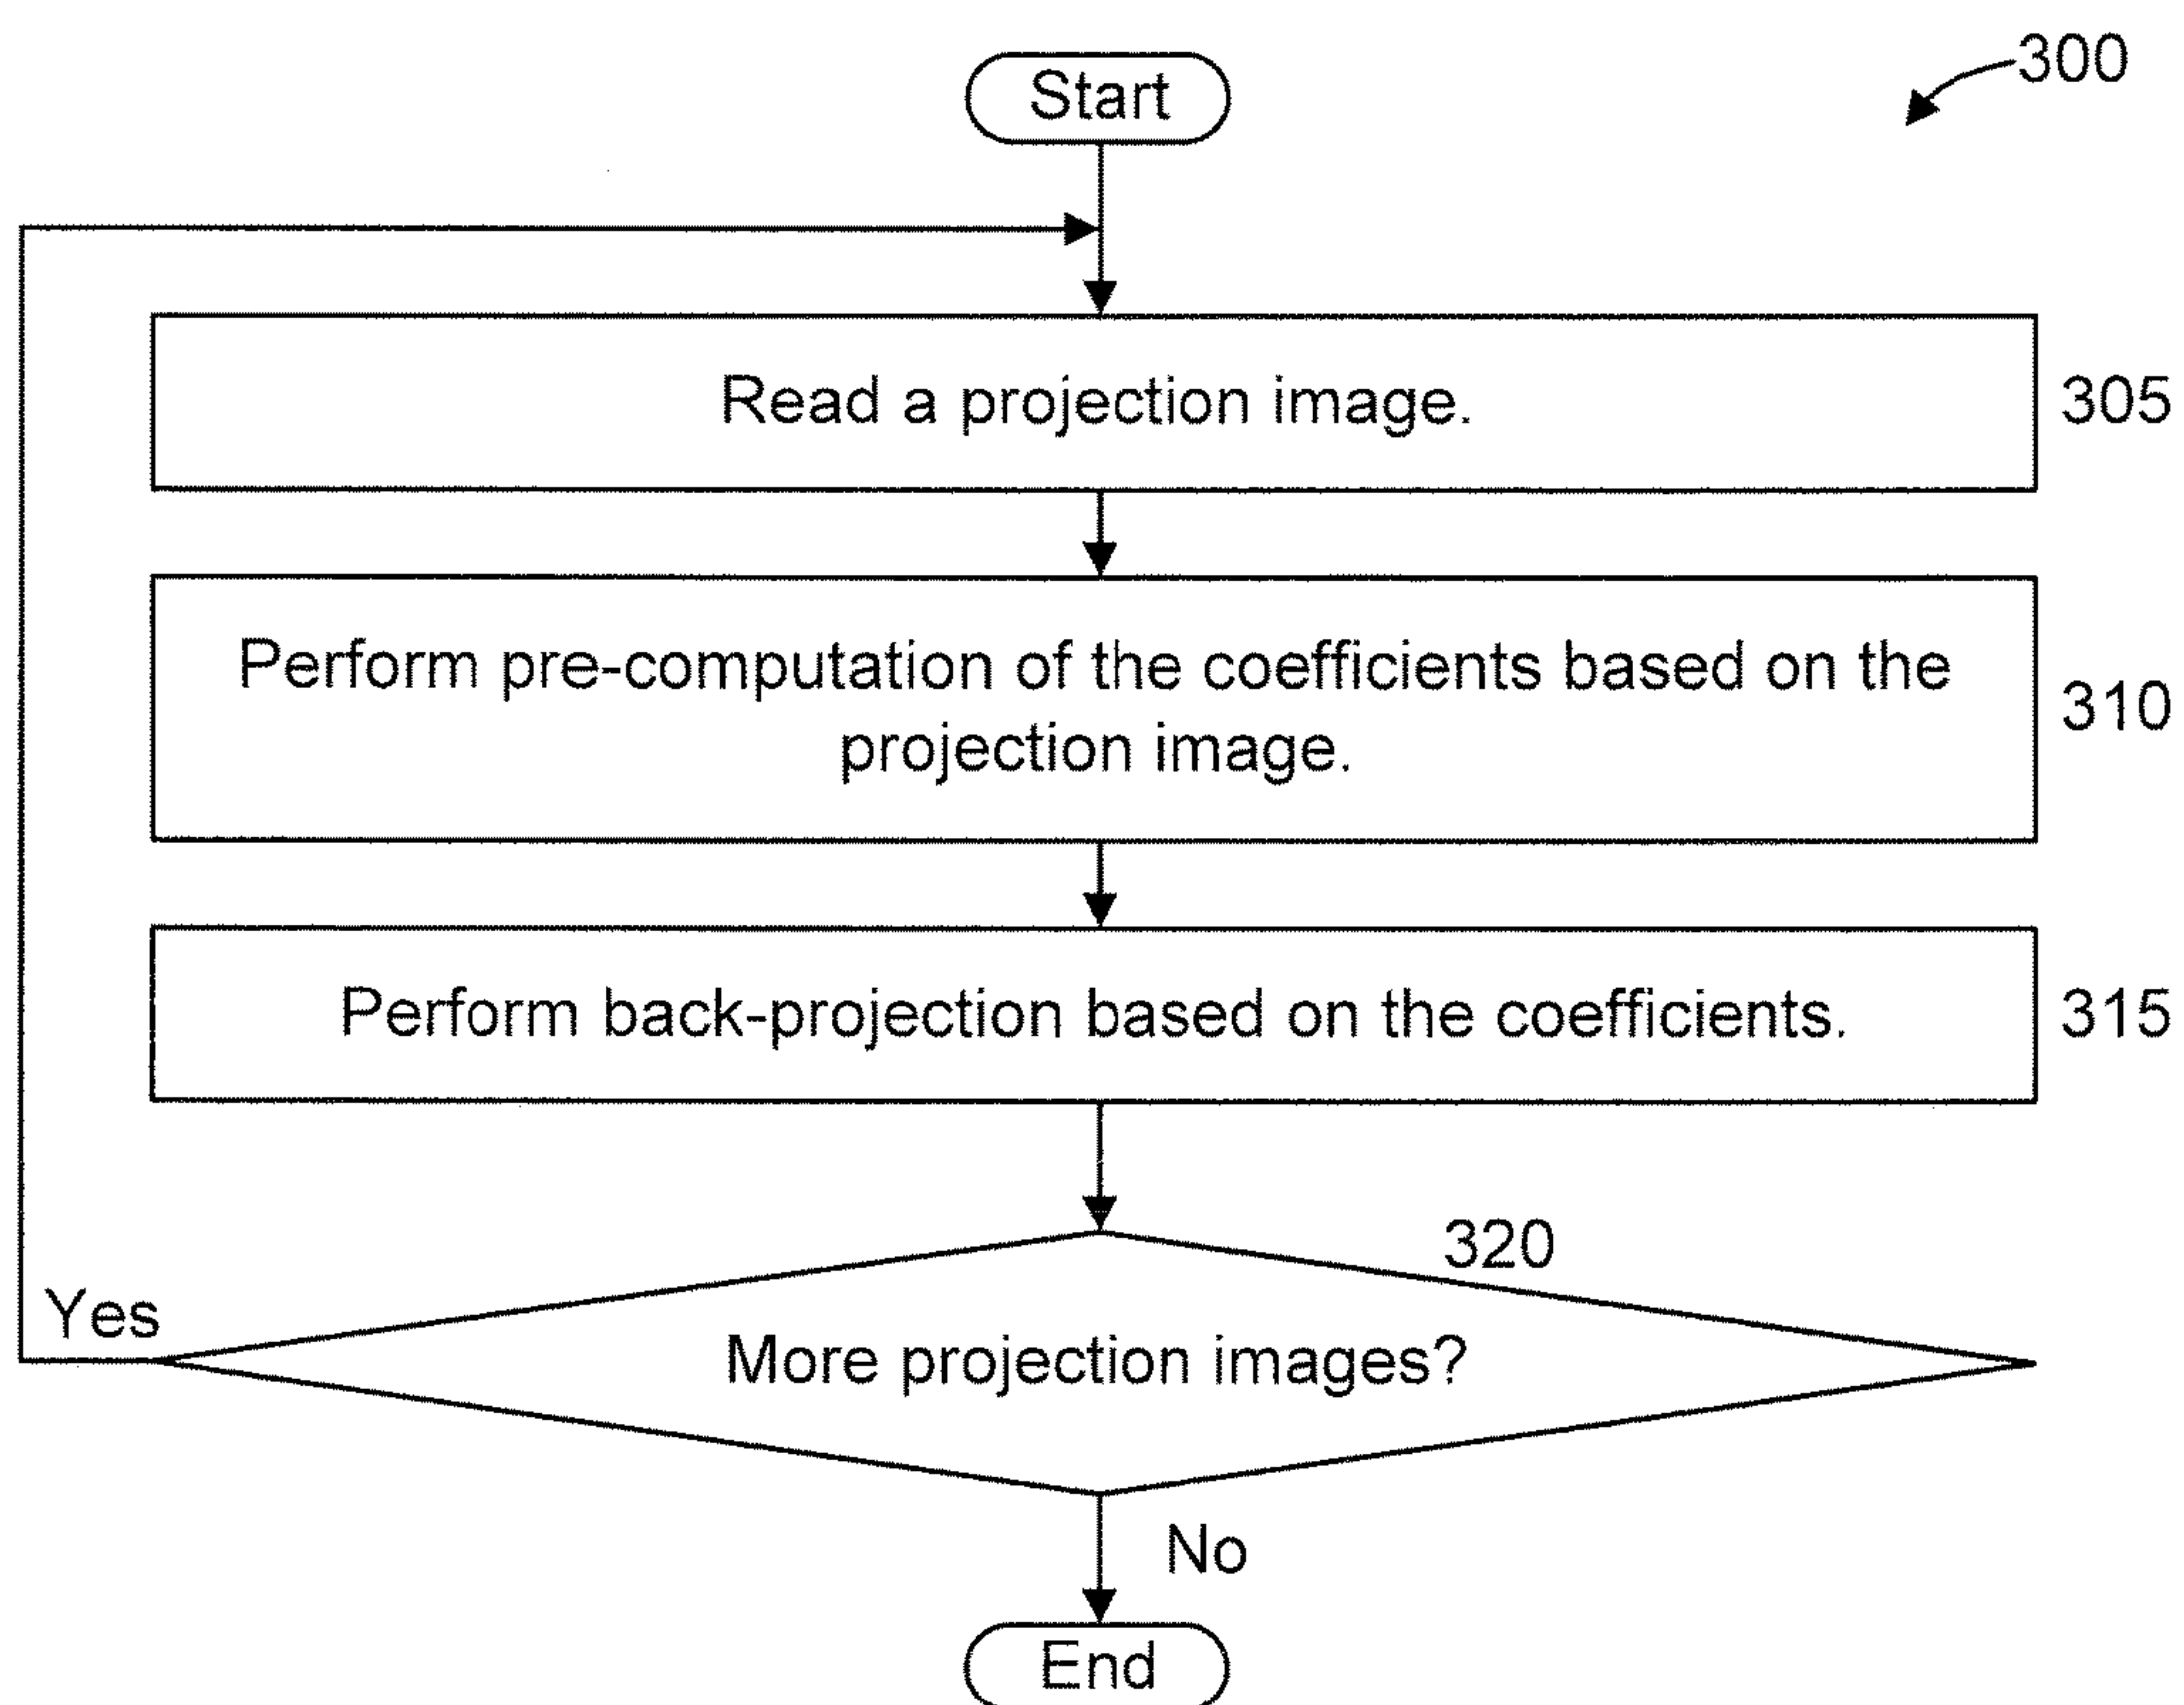 Start
300
Read a projection image.
305
Perform pre-computation of the coefficients based on the
projection image.
310
Perform back-projection based on the coefficients.
315
320
Yes
More projection images?
No
End